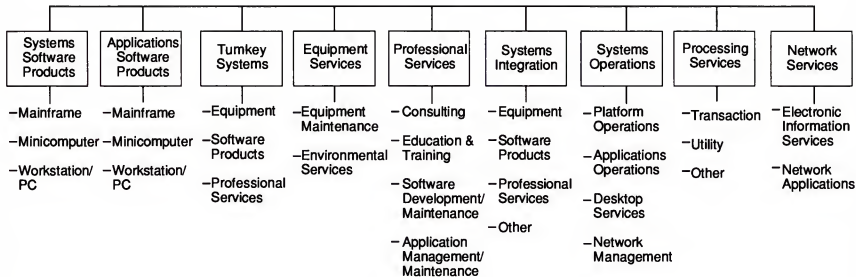 Systems
Software
Products
Applications
Software
Products
Turnkey
Systems
Equipment
Services
Professional
Services
Systems
Integration
Systems
Operations
Processing
Services
Network
Services
–Mainframe
–Minicomputer
–Workstation/
PC
–Mainframe
–Minicomputer
–Workstation/
PC
–Equipment
–Software
Products
–Professional
Services
–Equipment
Maintenance
–Environmental
Services
–Consulting
–Education &
Training
–Software
Development/
Maintenance
–Application
Management/
Maintenance
–Equipment
–Software
Products
–Professional
Services
–Other
–Platform
Operations
–Applications
Operations
–Desktop
Services
–Network
Management
–Transaction
–Utility
–Other
–Electronic
Information
Services
–Network
Applications